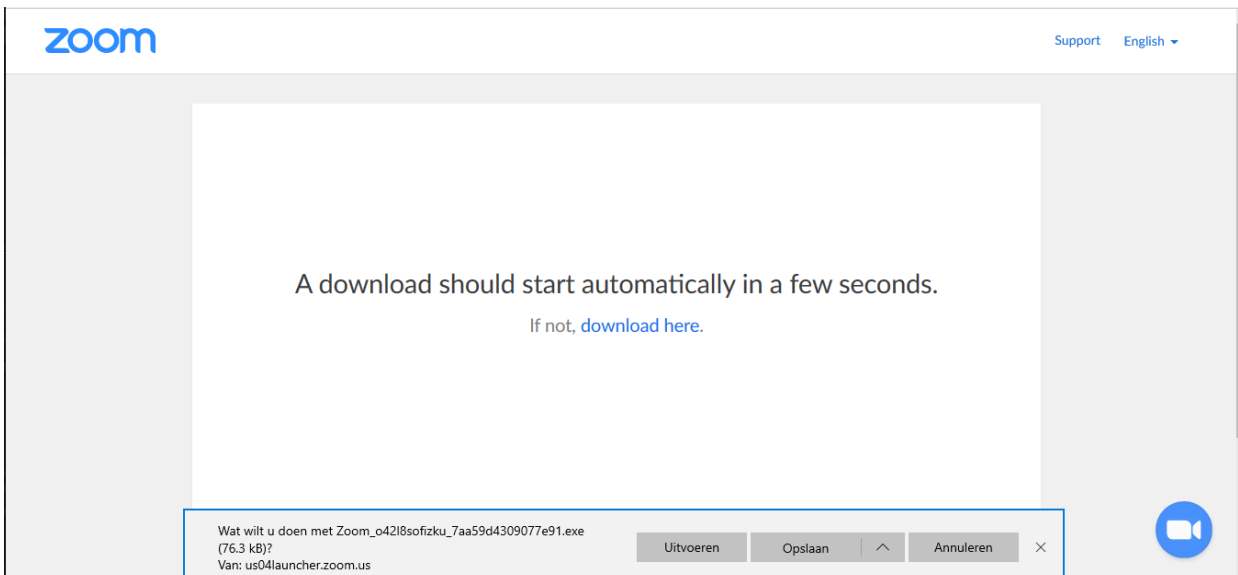 zoom
Support English
A download should start automatically in a few seconds.
If not, download here.
Wat wilt u doen met Zoom_o42l8sofizku_7aa59d4309077e91.exe
(76.3 kB)?
Van: us04launcher.zoom.us
Uitvoeren Opslaan Annuleren